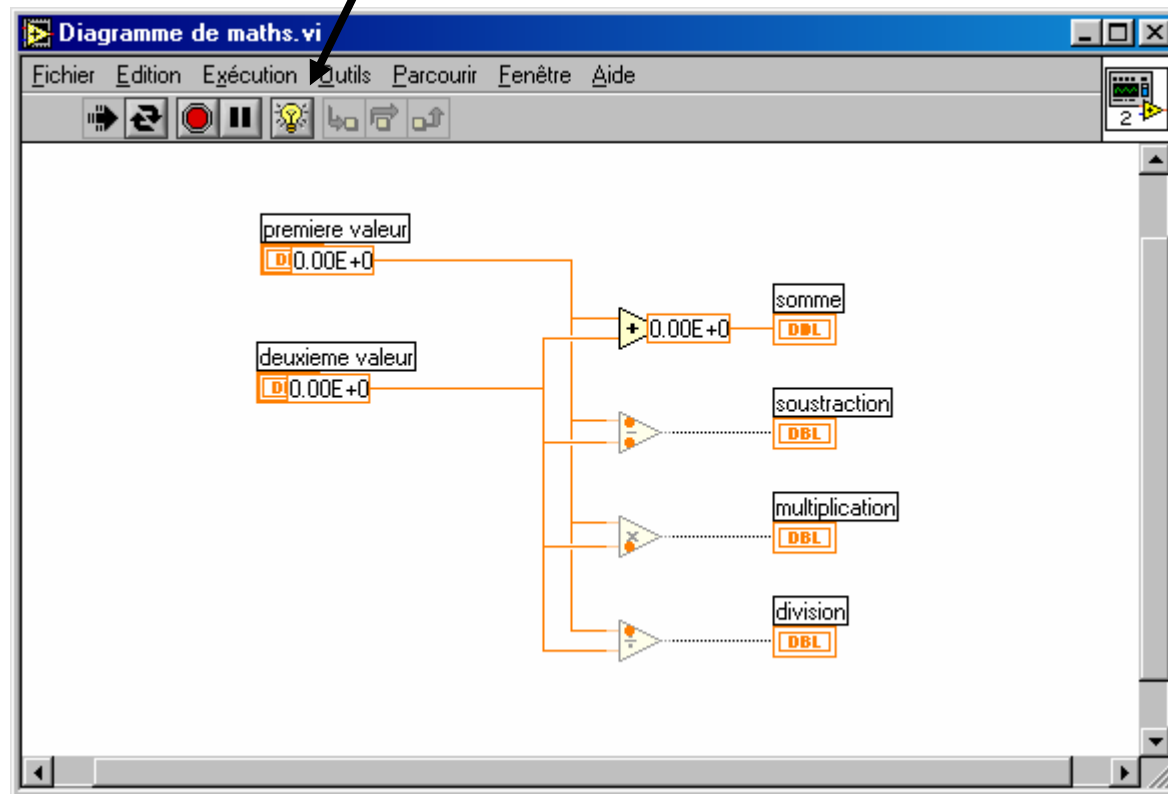 Diagramme de maths.vi
Fichier Edition Exécution Outils Parcourir Fenêtre Aide
2
premiere valeur
0.00E+0
somme
+ 0.00E+0 DBL
deuxieme valeur
0.00E+0
soustraction
DBL
multiplication
× DBL
division
÷ DBL